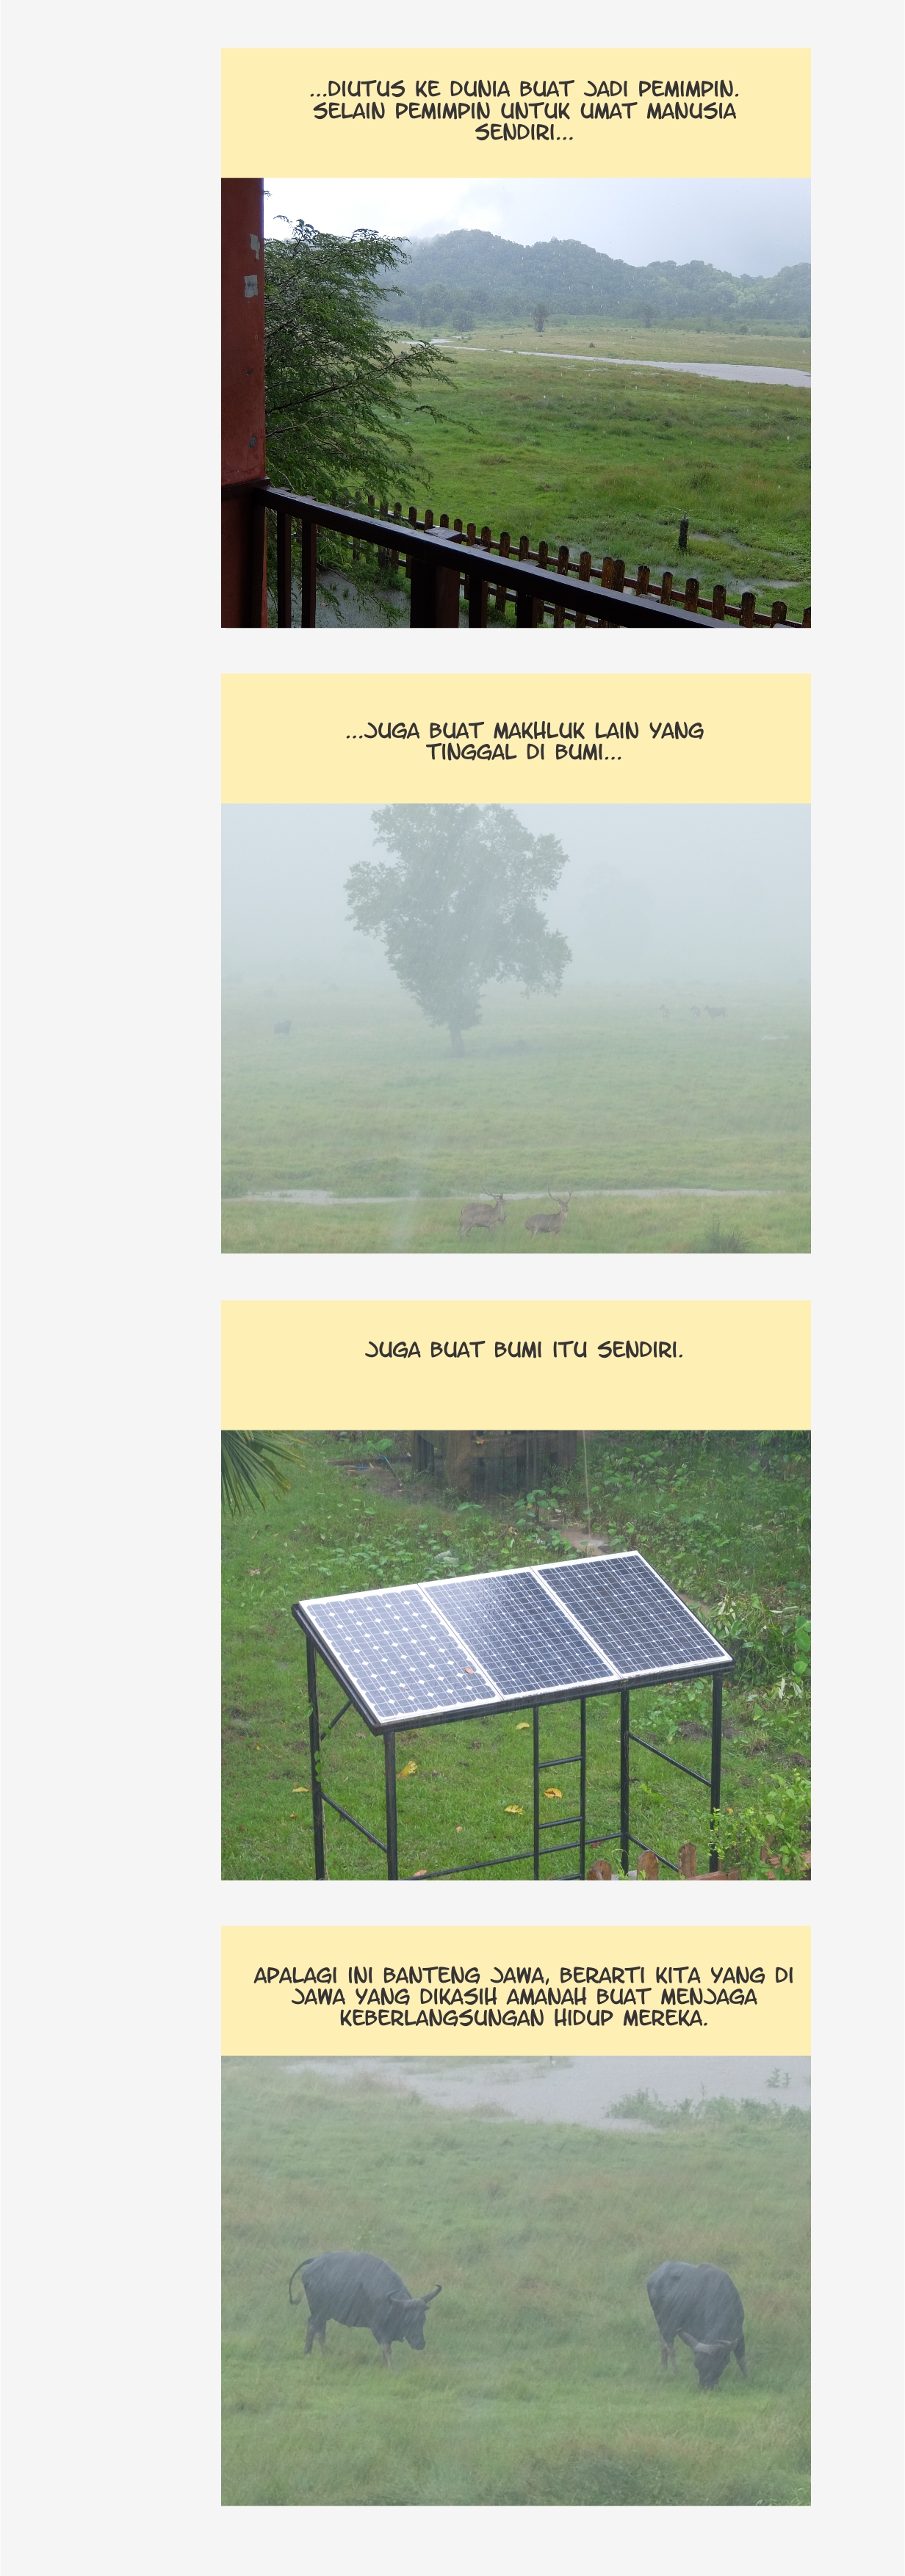 ...DIUTUS KE DUNIA BUAT JADI PEMIMPIN.
SELAIN PEMIMPIN UNTUK UMAT MANUSIA
SENDIRI...
...JUGA BUAT MAKHLUK LAIN YANG
TINGGAL DI BUMI...
JUGA BUAT BUMI ITU SENDIRI.
APALAGI INI BANTENG JAWA, BERARTI KITA YANG DI
JAWA YANG DIKASIH AMANAH BUAT MENJAGA
KEBERLANGSUNGAN HIDUP MEREKA.